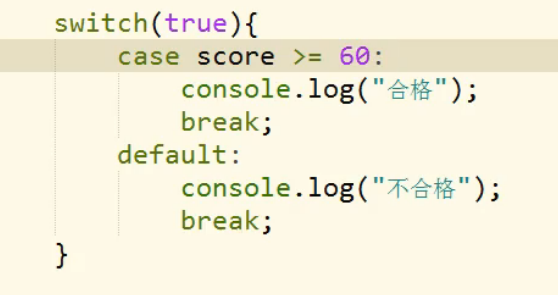 switch(true){
    case score >= 60:
        console.log("合格");
        break;
    default:
        console.log("不合格");
        break;
}